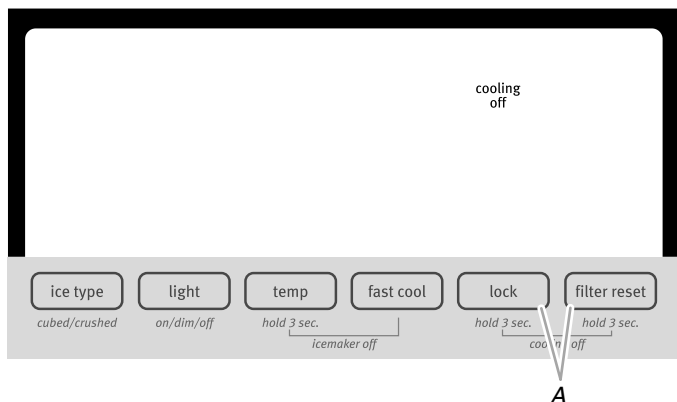 cooling
off
ice type
light
temp
fast cool
lock
filter reset
cubed/crushed
on/dim/off
hold 3 sec.
hold 3 sec.
hold 3 sec.
icemaker off
cooling off
A